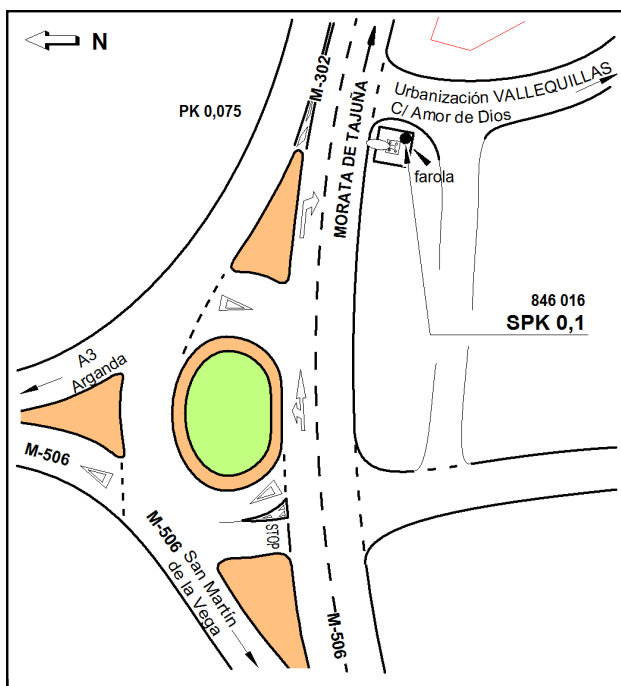 N
M-302
PK 0,075
MORATA DE TAJUÑA
Urbanización VALLEQUILLAS
C/ Amor de Dios
farola
846 016
SPK 0,1
A3
Arganda
M-506
M-506 San Martín
de la Vega
STOP
M-506